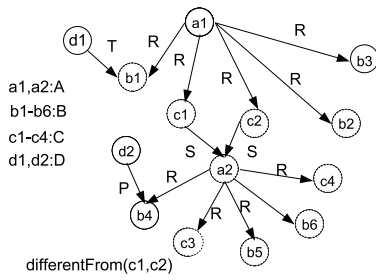 a1
d1
T
R
R
R
R
R
b3
b1
a1,a2:A
b1-b6:B
c1-c4:C
d1,d2:D
c1
c2
b2
S
S
d2
a2
R
c4
P
R
b4
R
R
R
b6
c3
b5
differentFrom(c1,c2)